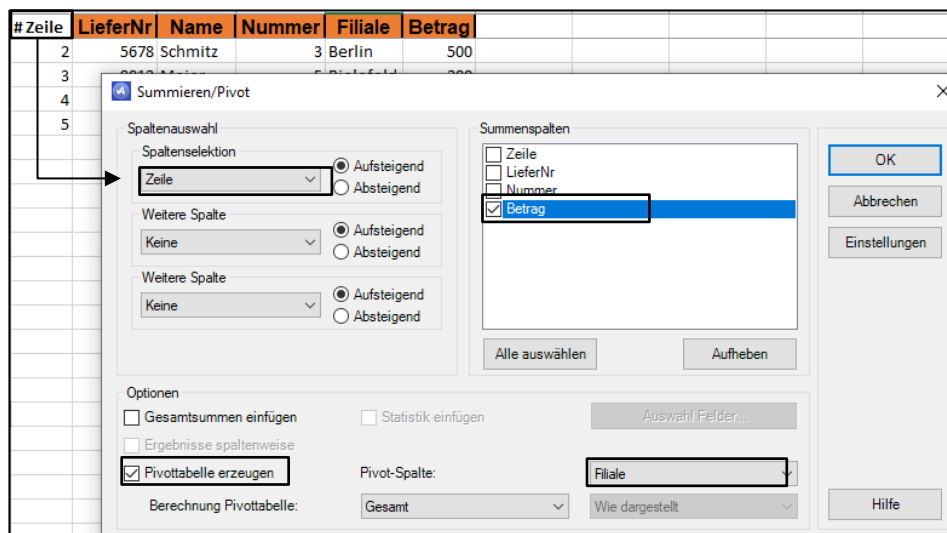 #Zeile LieferNr Name Nummer Filiale Betrag
2 5678 Schmitz 3 Berlin 500
3
4
5
Summieren/Pivot
Spaltenauswahl
Spaltenselektion
Zeile
Aufsteigend
Absteigend
Weitere Spalte
Keine
Aufsteigend
Absteigend
Weitere Spalte
Keine
Aufsteigend
Absteigend
Summenspalten
Zeile
LieferNr
Nummer
Betrag
Alle auswählen
Aufheben
OK
Abbrechen
Einstellungen
Optionen
Gesamtsummen einfügen
Statistik einfügen
Auswahl Felder...
Ergebnisse spaltenweise
Pivottabelle erzeugen
Pivot-Spalte:
Filiale
Berechnung Pivottabelle:
Gesamt
Wie dargestellt
Hilfe